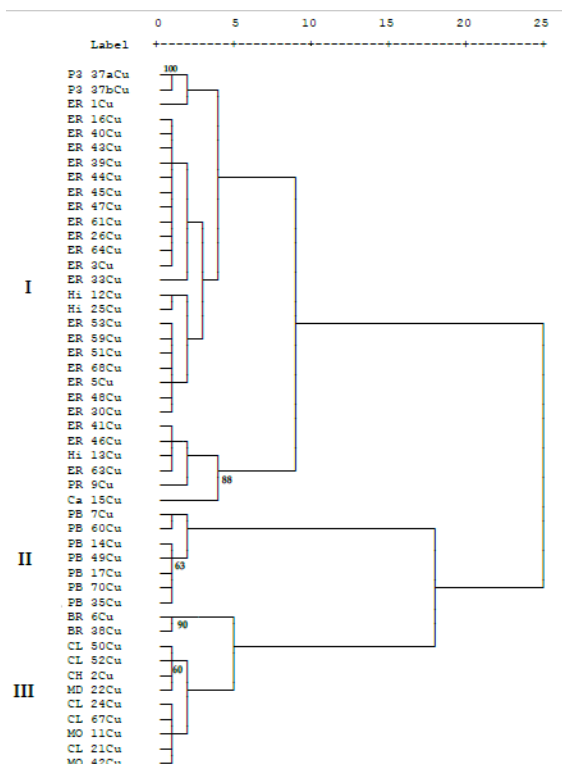 0 5 10 15 20 25
Label
P3 37aCu 100
P3 37bCu
ER 1Cu
ER 16Cu
ER 40Cu
ER 43Cu
ER 39Cu
ER 44Cu
ER 45Cu
ER 47Cu
ER 61Cu
ER 26Cu
ER 64Cu
ER 3Cu
ER 33Cu
I
Hi 12Cu
Hi 25Cu
ER 53Cu
ER 59Cu
ER 51Cu
ER 68Cu
ER 5Cu
ER 48Cu
ER 30Cu
ER 41Cu
ER 46Cu
Hi 13Cu
ER 63Cu
PR 9Cu 88
Ca 15Cu
PB 7Cu
PB 60Cu
PB 14Cu
II PB 49Cu
PB 17Cu 63
PB 70Cu
PB 35Cu
BR 6Cu
BR 38Cu 90
CL 50Cu
CL 52Cu
CH 2Cu 60
III MD 22Cu
CL 24Cu
CL 67Cu
MO 11Cu
CL 21Cu
MO 42Cu